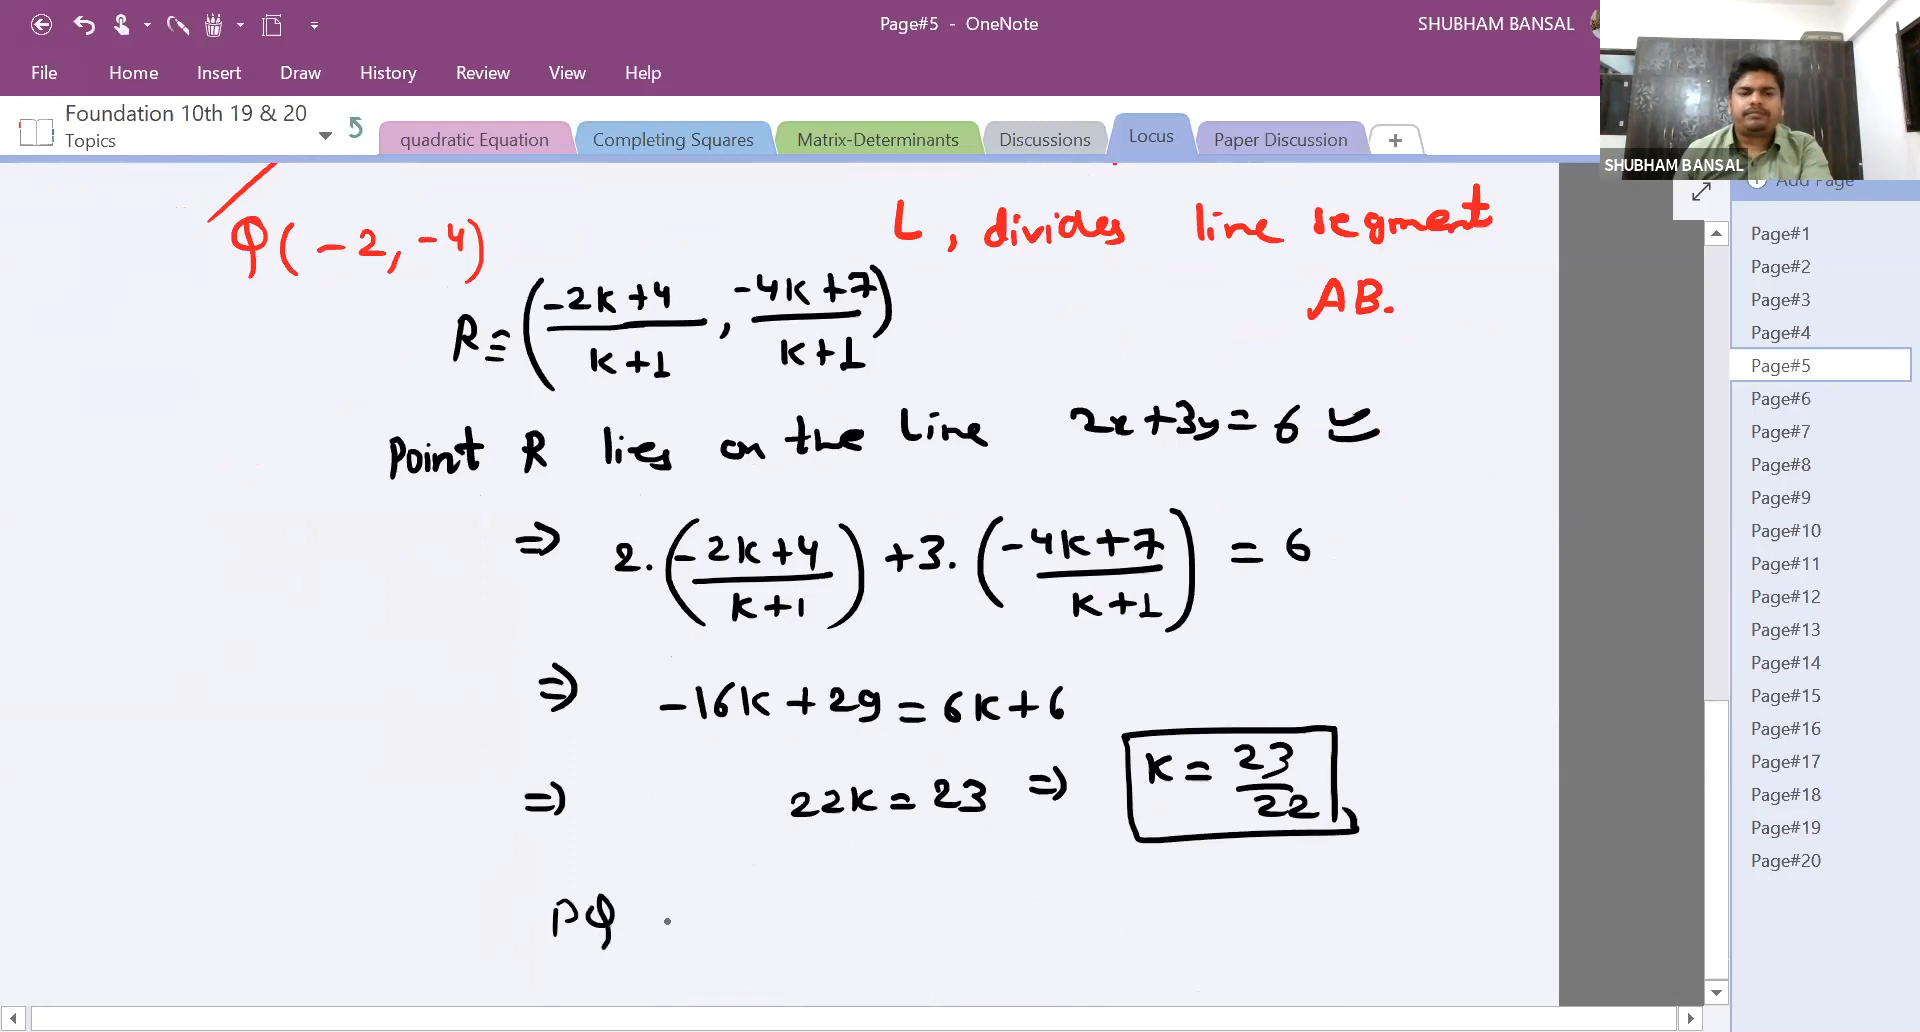 Page#5 - OneNote
SHUBHAM BANSAL
File Home Insert Draw History Review View Help
Foundation 10th 19 & 20
Topics
quadratic Equation Completing Squares Matrix-Determinants Discussions Locus Paper Discussion +
SHUBHAM BANSAL
Add Page
Q(-2, -4)
L, divides line segment
AB.
R ≡ ((-2k+4)/(k+1), (-4k+7)/(k+1))
Point R lies on the line 2x+3y=6
⇒ 2.((-2k+4)/(k+1)) + 3.((-4k+7)/(k+1)) = 6
⇒ -16k+29 = 6k+6
⇒ 22k = 23 ⇒ k = 23/22
PQ
Page#1
Page#2
Page#3
Page#4
Page#5
Page#6
Page#7
Page#8
Page#9
Page#10
Page#11
Page#12
Page#13
Page#14
Page#15
Page#16
Page#17
Page#18
Page#19
Page#20